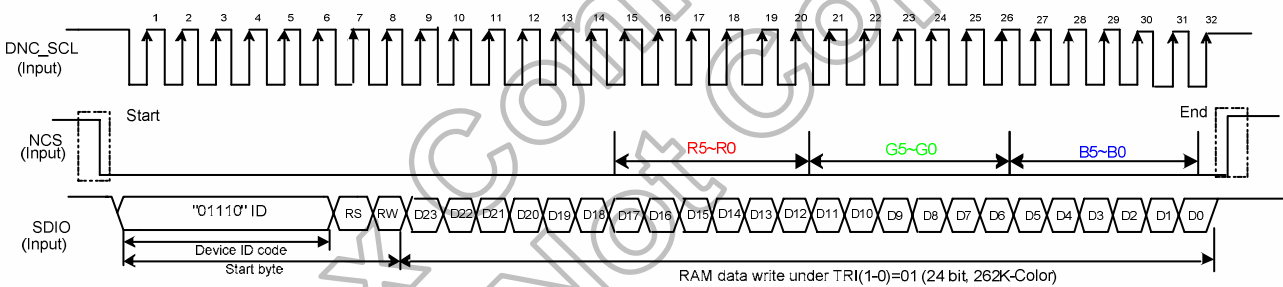 1 2 3 4 5 6 7 8 9 10 11 12 13 14 15 16 17 18 19 20 21 22 23 24 25 26 27 28 29 30 31 32
DNC_SCL
(Input)
Start
End
NCS
(Input)
R5~R0
G5~G0
B5~B0
SDIO
(Input)
"01110" ID
RS
RW
D23 D22 D21 D20 D19 D18 D17 D16 D15 D14 D13 D12 D11 D10 D9 D8 D7 D6 D5 D4 D3 D2 D1 D0
Device ID code
Start byte
RAM data write under TRI(1-0)=01 (24 bit, 262K-Color)